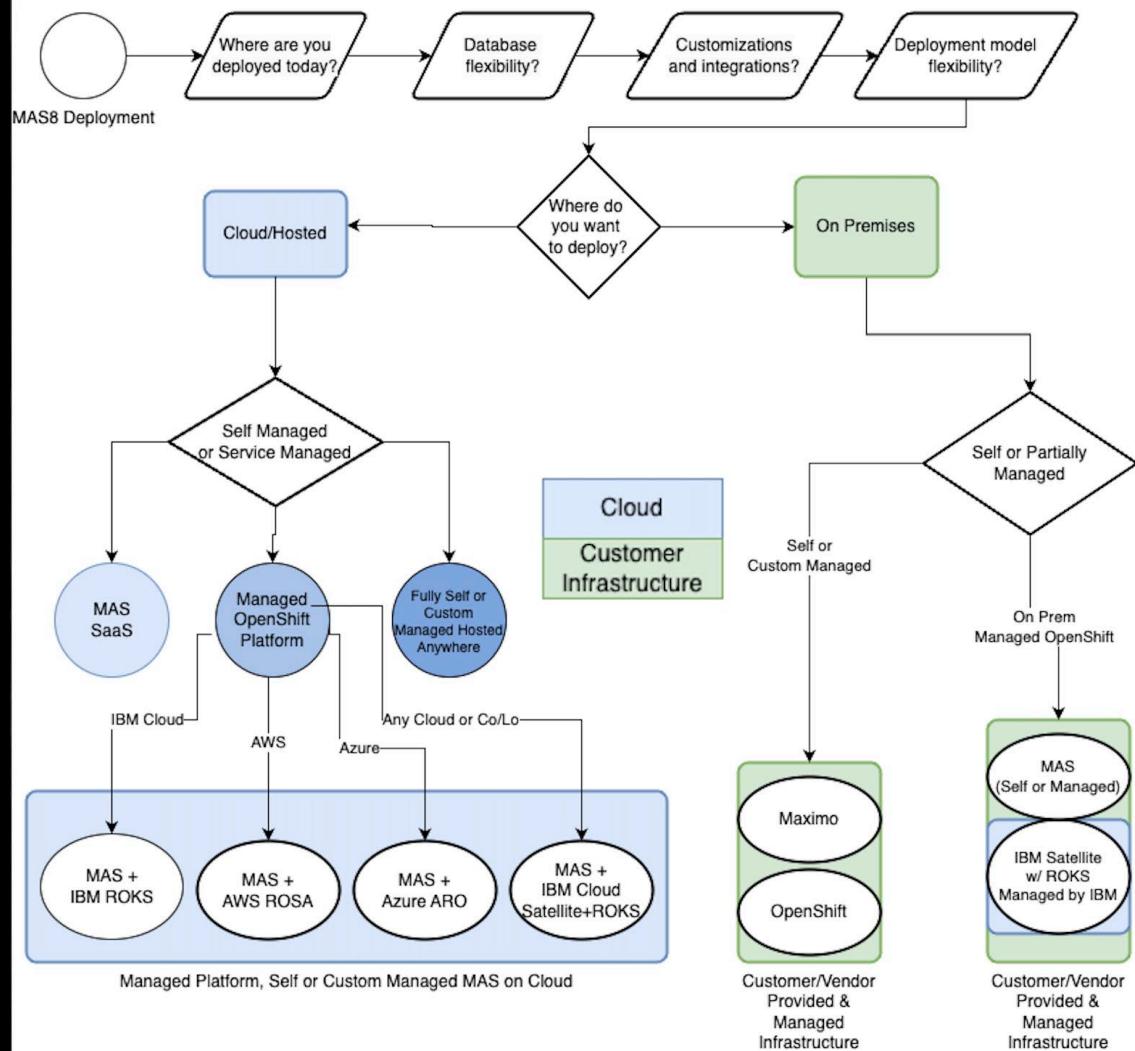 Where are you
deployed today?
Database
flexibility?
Customizations
and integrations?
Deployment model
flexibility?
MAS8 Deployment
Where do
you want
to deploy?
Cloud/Hosted
On Premises
Self Managed
or Service Managed
Self or Partially
Managed
Cloud
Customer
Infrastructure
Self or
Custom Managed
MAS
SaaS
Managed
OpenShift
Platform
Fully Self or
Custom
Managed Hosted
Anywhere
On Prem
Managed OpenShift
IBM Cloud
AWS
Azure
Any Cloud or Co/Lo
MAS +
IBM ROKS
MAS +
AWS ROSA
MAS +
Azure ARO
MAS +
IBM Cloud
Satellite+ROKS
Maximo
OpenShift
MAS
(Self or Managed)
IBM Satellite
w/ ROKS
Managed by IBM
Managed Platform, Self or Custom Managed MAS on Cloud
Customer/Vendor
Provided &
Managed
Infrastructure
Customer/Vendor
Provided &
Managed
Infrastructure